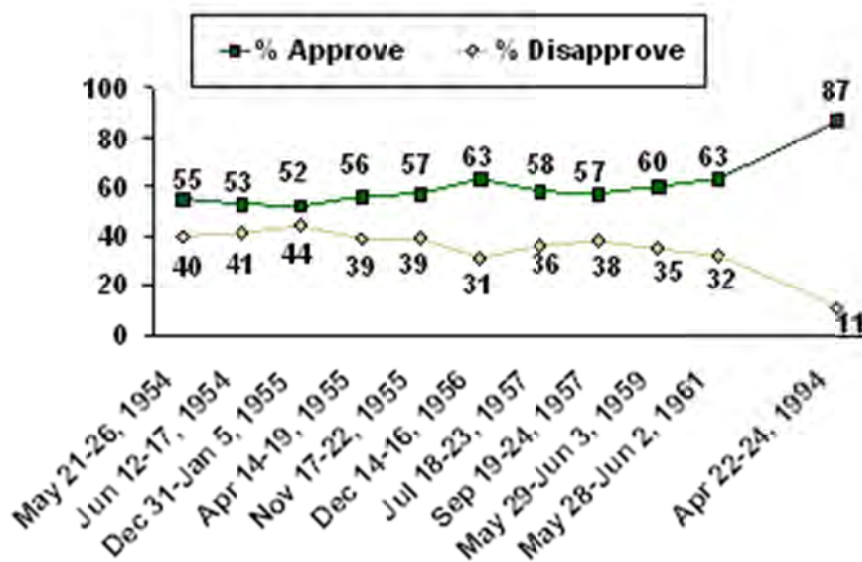 % Approve % Disapprove
100
80
60
40
20
0
55 53 52 56 57 63 58 57 60 63 87
40 41 44 39 39 31 36 38 35 32 11
May 21-26, 1954
Jun 12-17, 1954
Dec 31-Jan 5, 1955
Apr 14-19, 1955
Nov 17-22, 1955
Dec 14-16, 1956
Jul 18-23, 1957
Sep 19-24, 1957
May 29-Jun 3, 1959
May 28-Jun 2, 1961
Apr 22-24, 1994